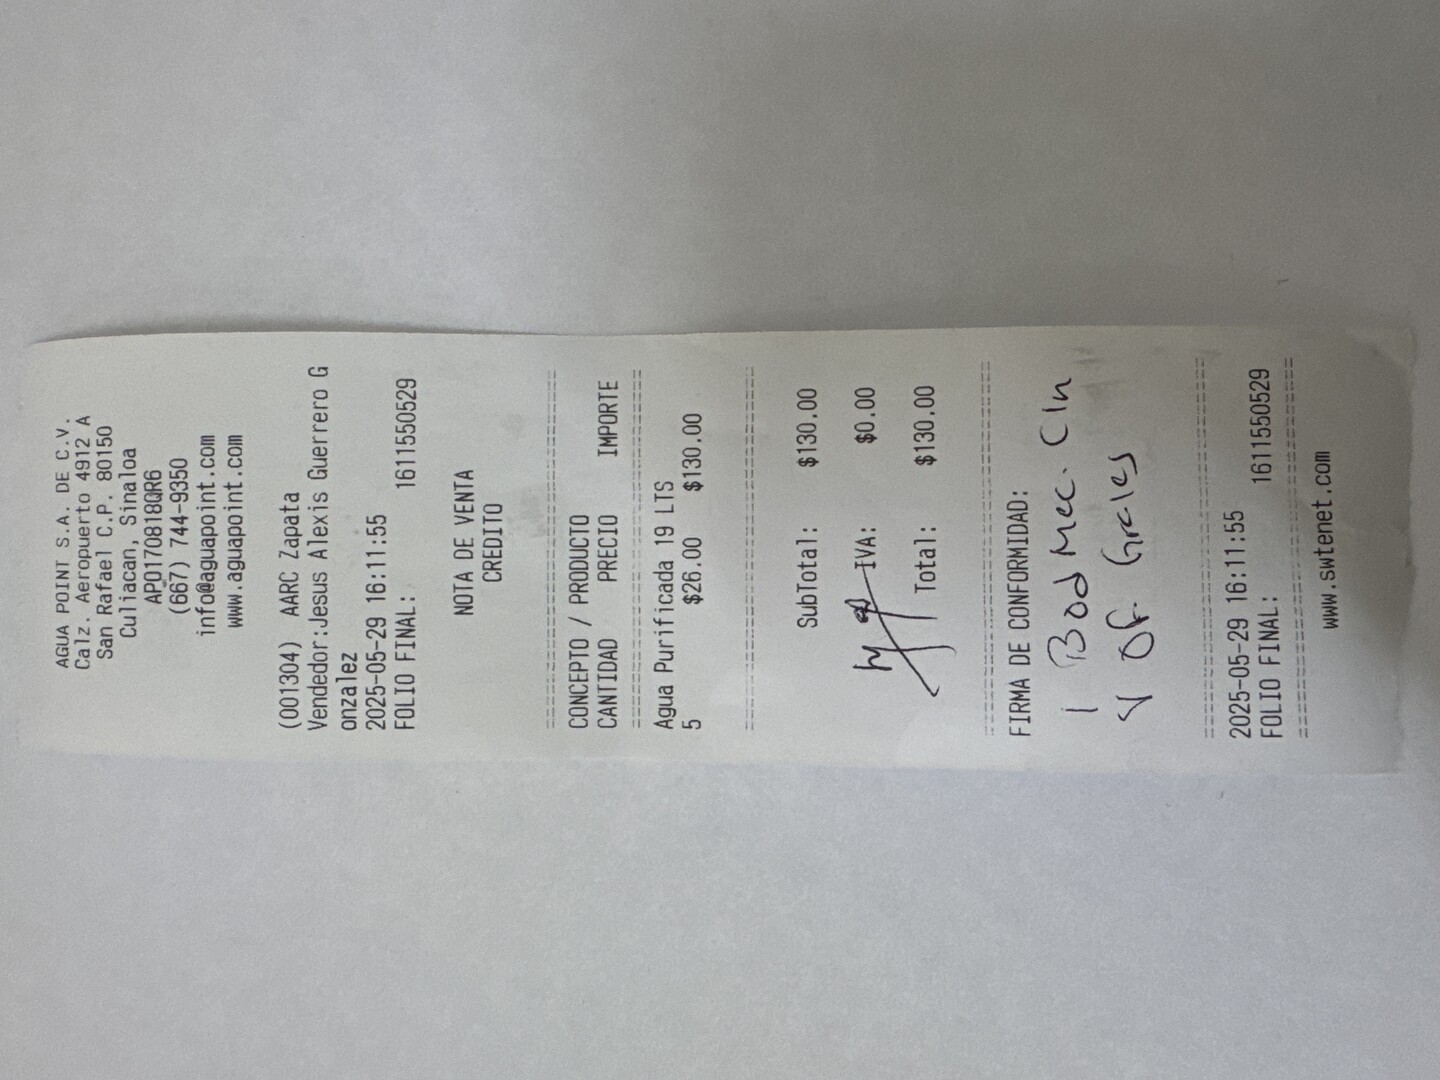 AGUA POINT S.A. DE C.V.
Calz. Aeropuerto 4912 A
San Rafael C.P. 80150
Culiacan, Sinaloa
APO170818QR6
(667) 744-9350
info@aguapoint.com
www.aguapoint.com
(001304) AARC Zapata
Vendedor:Jesus Alexis Guerrero G
onzalez
2025-05-29 16:11:55
FOLIO FINAL: 1611550529
NOTA DE VENTA
CREDITO
CONCEPTO / PRODUCTO
CANTIDAD PRECIO IMPORTE
Agua Purificada 19 LTS
5 $26.00 $130.00
SubTotal: $130.00
IVA: $0.00
Total: $130.00
FIRMA DE CONFORMIDAD:
1 Bod Mec. Cln
4 Of. Grales
2025-05-29 16:11:55
FOLIO FINAL: 1611550529
www.swtenet.com